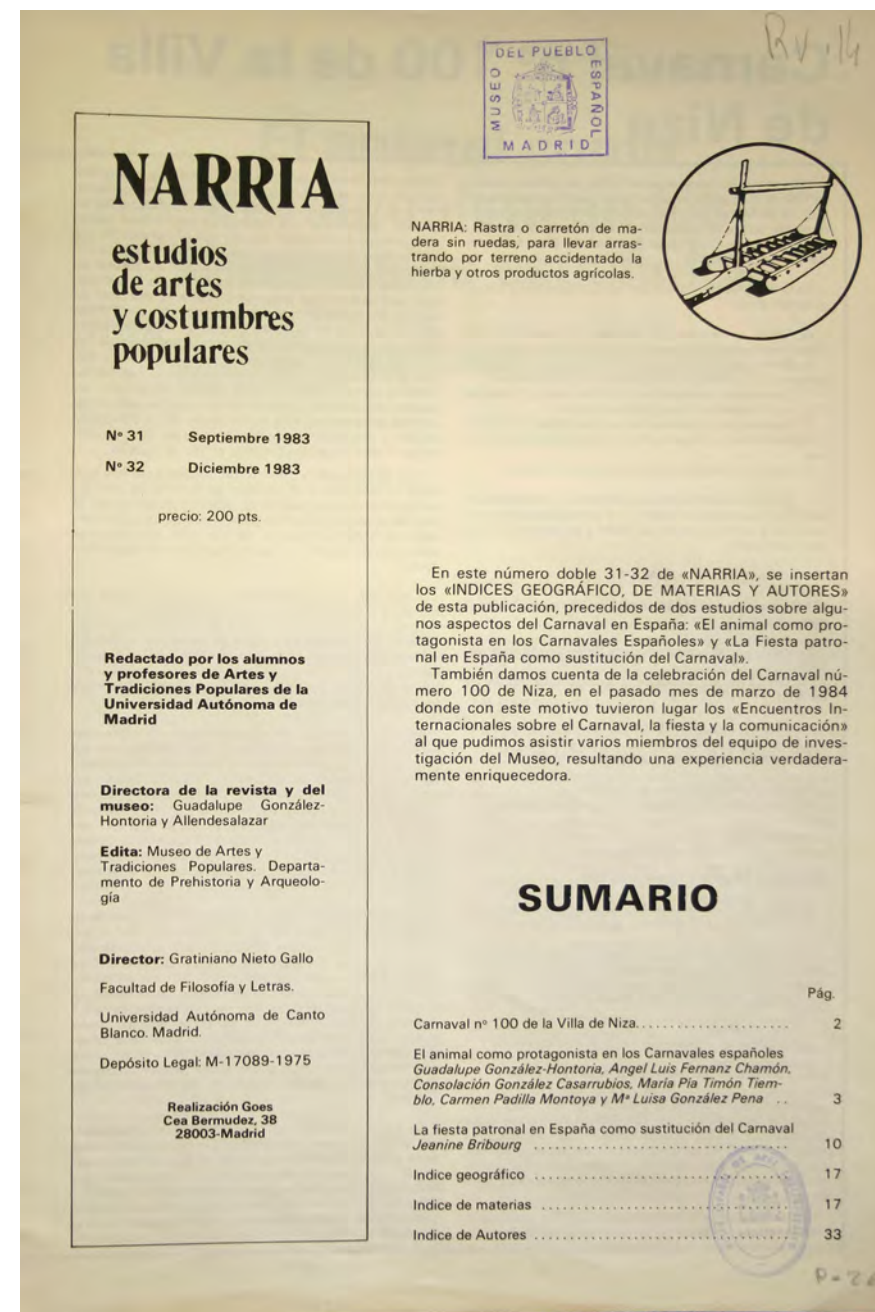 RV.14
MUSEO DEL PUEBLO ESPAÑOL
MADRID
NARRIA
estudios
de artes
y costumbres
populares
Nº 31 Septiembre 1983
Nº 32 Diciembre 1983
precio: 200 pts.
Redactado por los alumnos
y profesores de Artes y
Tradiciones Populares de la
Universidad Autónoma de
Madrid
Directora de la revista y del
museo: Guadalupe González-
Hontoria y Allendesalazar
Edita: Museo de Artes y
Tradiciones Populares. Departa-
mento de Prehistoria y Arqueolo-
gía
Director: Gratiniano Nieto Gallo
Facultad de Filosofía y Letras.
Universidad Autónoma de Canto
Blanco. Madrid.
Depósito Legal: M-17089-1975
Realización Goes
Cea Bermudez, 38
28003-Madrid
NARRIA: Rastra o carretón de ma-
dera sin ruedas, para llevar arras-
trando por terreno accidentado la
hierba y otros productos agrícolas.
En este número doble 31-32 de «NARRIA», se insertan
los «INDICES GEOGRÁFICO, DE MATERIAS Y AUTORES»
de esta publicación, precedidos de dos estudios sobre algu-
nos aspectos del Carnaval en España: «El animal como pro-
tagonista en los Carnavales Españoles» y «La Fiesta patro-
nal en España como sustitución del Carnaval».
También damos cuenta de la celebración del Carnaval nú-
mero 100 de Niza, en el pasado mes de marzo de 1984
donde con este motivo tuvieron lugar los «Encuentros In-
ternacionales sobre el Carnaval, la fiesta y la comunicación»
al que pudimos asistir varios miembros del equipo de inves-
tigación del Museo, resultando una experiencia verdadera-
mente enriquecedora.
SUMARIO
Pág.
Carnaval nº 100 de la Villa de Niza...................... 2
El animal como protagonista en los Carnavales españoles
Guadalupe González-Hontoria, Angel Luis Fernanz Chamón,
Consolación González Casarrubios, María Pía Timón Tiem-
blo, Carmen Padilla Montoya y Mª Luisa González Pena .. 3
La fiesta patronal en España como sustitución del Carnaval
Jeanine Bribourg .................................... 10
Indice geográfico .................................... 17
Indice de materias ................................... 17
Indice de Autores .................................... 33